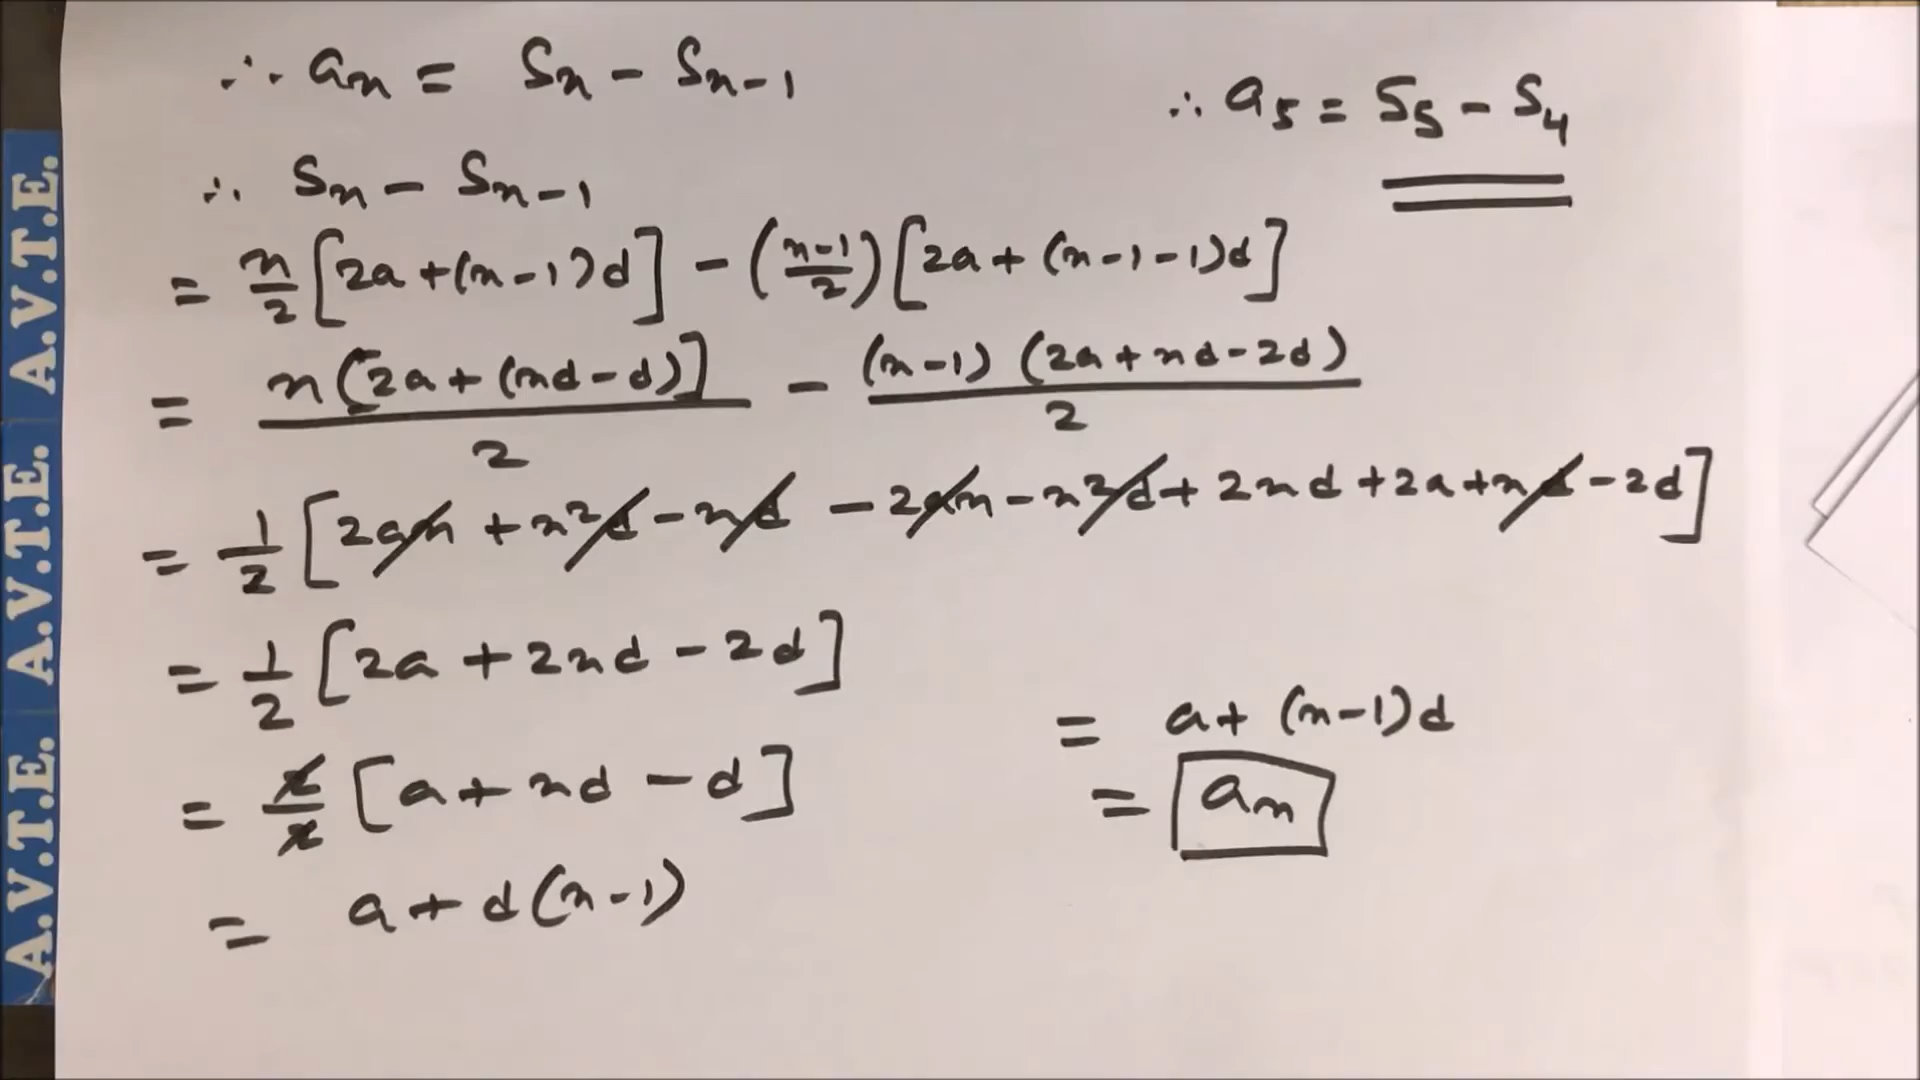 ∴ an = Sn - Sn-1
∴ a5 = S5 - S4
∴ Sn - Sn-1
= n/2 [2a + (n-1)d] - (n-1/2) [2a + (n-1-1)d]
= n[2a + (nd-d)]/2 - (n-1) (2a + nd - 2d)/2
= 1/2 [2an + n²d - nd - 2an - n²d + 2nd + 2a + nd - 2d]
= 1/2 [2a + 2nd - 2d]
= 2/2 [a + nd - d]
= a + d(n-1)
= a + (n-1)d
= an
A.V.T.E. A.V.T.E. A.V.T.E. A.V.T.E.